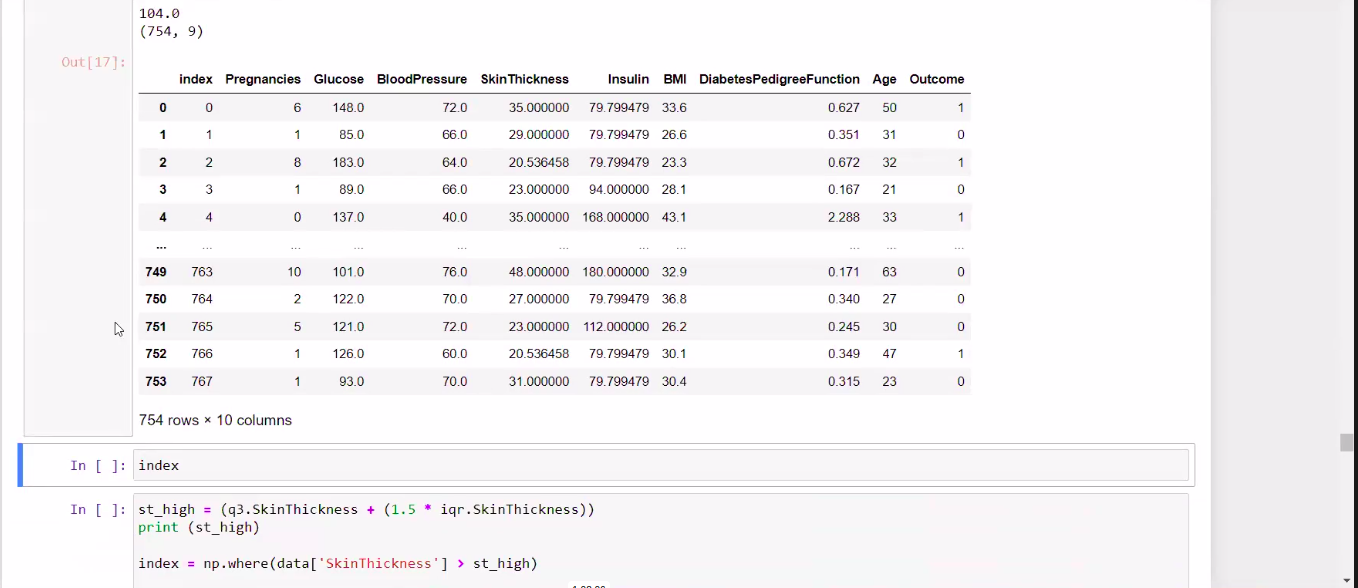 104.0
(754, 9)
Out[17]:
index Pregnancies Glucose BloodPressure SkinThickness Insulin BMI DiabetesPedigreeFunction Age Outcome
0 0 6 148.0 72.0 35.000000 79.799479 33.6 0.627 50 1
1 1 1 85.0 66.0 29.000000 79.799479 26.6 0.351 31 0
2 2 8 183.0 64.0 20.536458 79.799479 23.3 0.672 32 1
3 3 1 89.0 66.0 23.000000 94.000000 28.1 0.167 21 0
4 4 0 137.0 40.0 35.000000 168.000000 43.1 2.288 33 1
... ... ... ... ... ... ... ... ... ... ...
749 763 10 101.0 76.0 48.000000 180.000000 32.9 0.171 63 0
750 764 2 122.0 70.0 27.000000 79.799479 36.8 0.340 27 0
751 765 5 121.0 72.0 23.000000 112.000000 26.2 0.245 30 0
752 766 1 126.0 60.0 20.536458 79.799479 30.1 0.349 47 1
753 767 1 93.0 70.0 31.000000 79.799479 30.4 0.315 23 0
754 rows × 10 columns
In [ ]: index
In [ ]: st_high = (q3.SkinThickness + (1.5 * iqr.SkinThickness))
print (st_high)
index = np.where(data['SkinThickness'] > st_high)